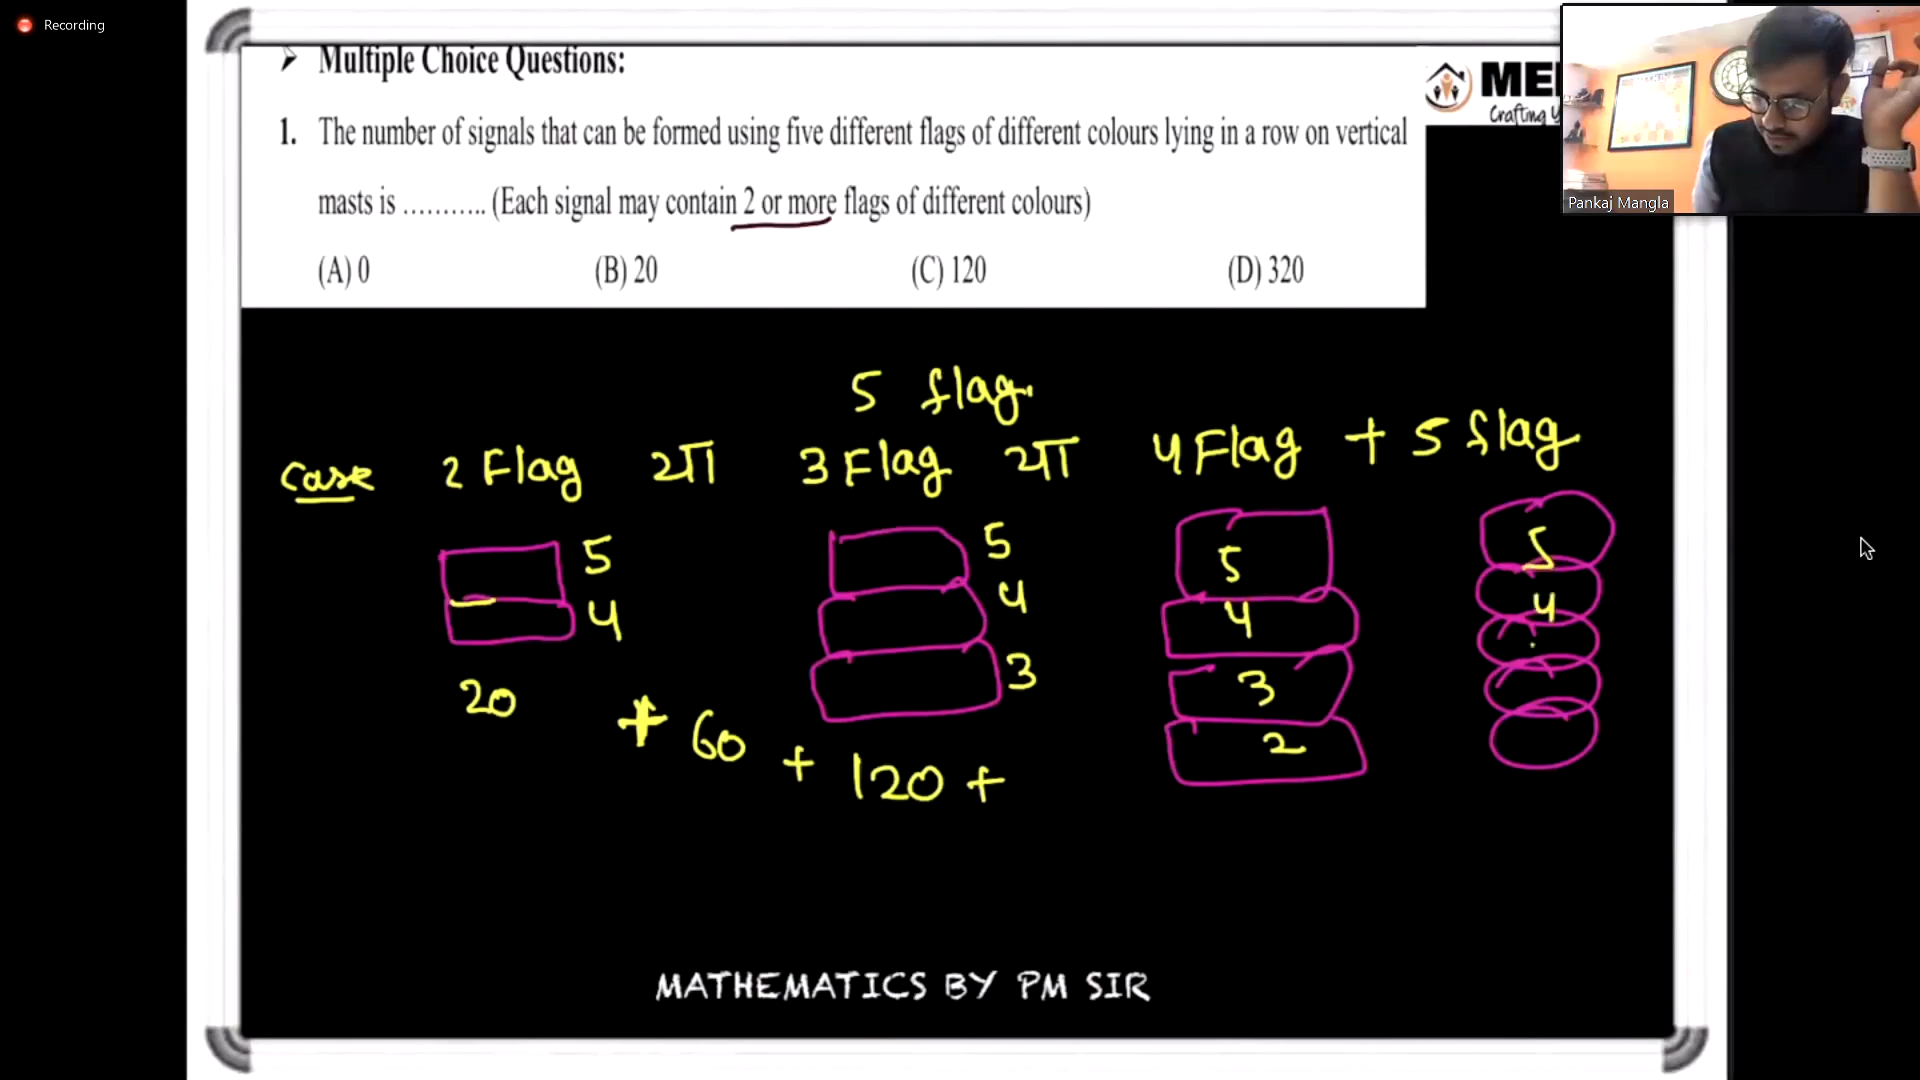 Recording
➤ Multiple Choice Questions:
ME
Crafting Y
1. The number of signals that can be formed using five different flags of different colours lying in a row on vertical
masts is ……….. (Each signal may contain 2 or more flags of different colours)
(A) 0 (B) 20 (C) 120 (D) 320
Pankaj Mangla
5 flag.
Case 2 Flag या 3 Flag या 4 Flag + 5 flag
5 5 5 5
4 4 4 4
3 3
2
20 + 60 + 120 +
MATHEMATICS BY PM SIR